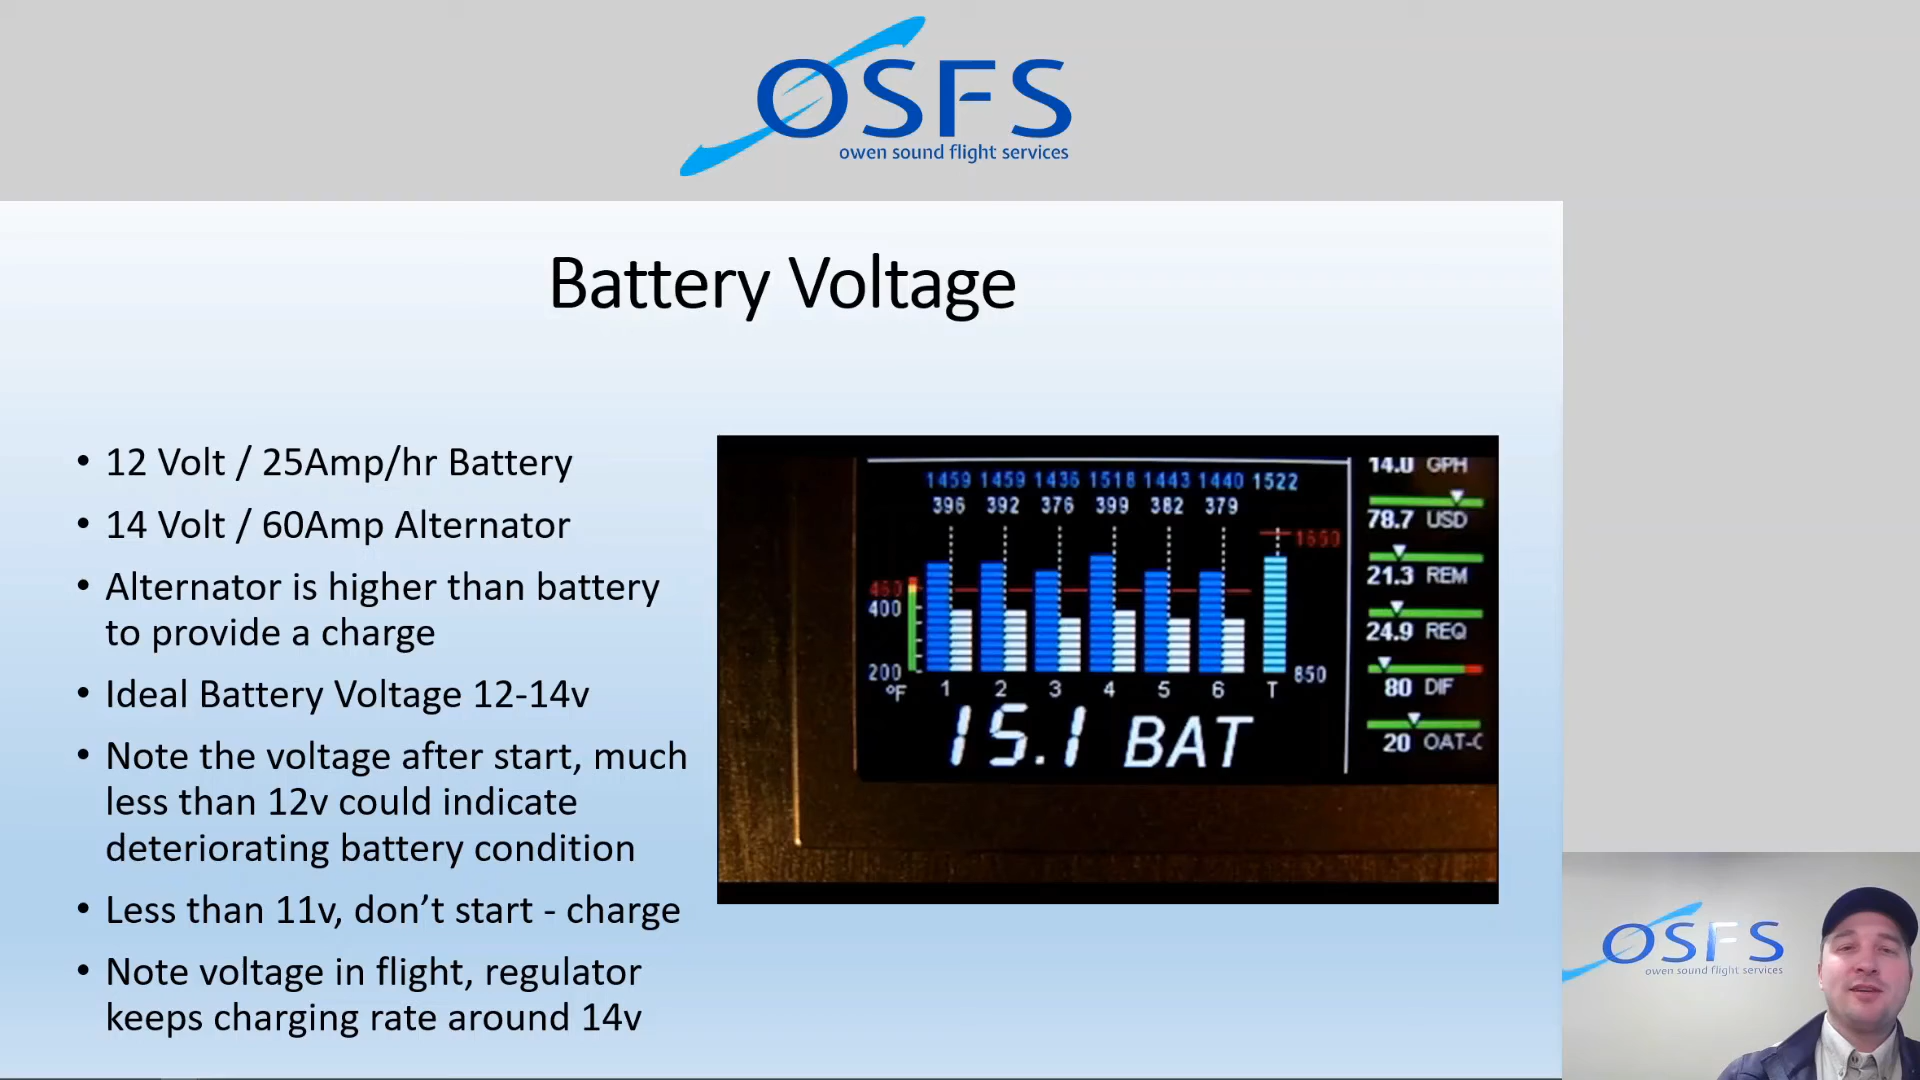 OSFS
owen sound flight services
Battery Voltage
• 12 Volt / 25Amp/hr Battery
• 14 Volt / 60Amp Alternator
• Alternator is higher than battery
to provide a charge
• Ideal Battery Voltage 12-14v
• Note the voltage after start, much
less than 12v could indicate
deteriorating battery condition
• Less than 11v, don’t start - charge
• Note voltage in flight, regulator
keeps charging rate around 14v
1459 1459 1436 1518 1443 1440 1522
396 392 376 399 382 379
1650
460
400
200
850
°F 1 2 3 4 5 6 T
15.1 BAT
14.0 GPH
78.7 USD
21.3 REM
24.9 REQ
80 DIF
20 OAT-C
OSFS
owen sound flight services